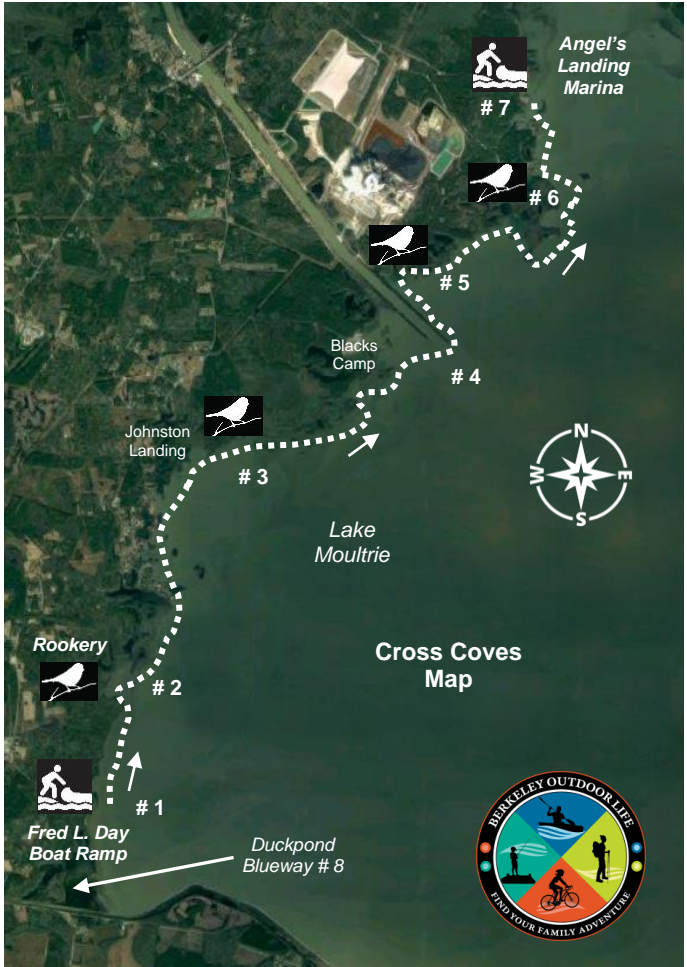 Angel's
Landing
Marina
# 7
# 6
# 5
Blacks
Camp
# 4
Johnston
Landing
# 3
N
W
E
S
Lake
Moultrie
Rookery
# 2
Cross Coves
Map
# 1
Fred L. Day
Boat Ramp
Duckpond
Blueway # 8
BERKELEY OUTDOOR LIFE
FIND YOUR FAMILY ADVENTURE